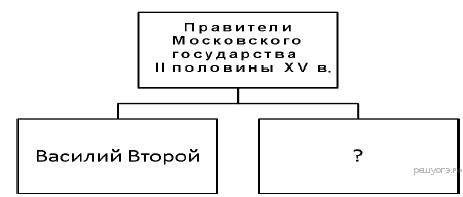 Правители
Московского
государства
II половины XV в.
Василий Второй
?
решуогэ.рф